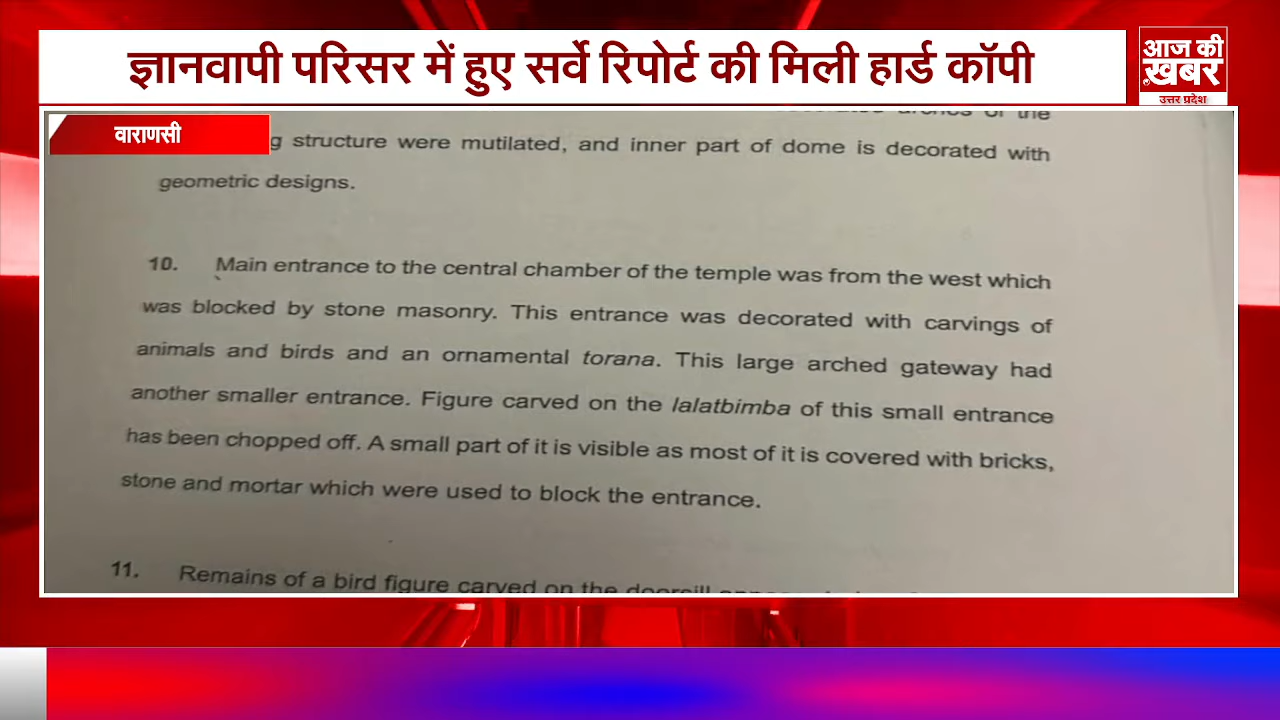 ज्ञानवापी परिसर में हुए सर्वे रिपोर्ट की मिली हार्ड कॉपी
आज की
ख़बर
उत्तर प्रदेश
वाराणसी
of the
structure were mutilated, and inner part of dome is decorated with
geometric designs.
10. Main entrance to the central chamber of the temple was from the west which
was blocked by stone masonry. This entrance was decorated with carvings of
animals and birds and an ornamental torana. This large arched gateway had
another smaller entrance. Figure carved on the lalatbimba of this small entrance
has been chopped off. A small part of it is visible as most of it is covered with bricks,
stone and mortar which were used to block the entrance.
11. Remains of a bird figure carved on the doorsill